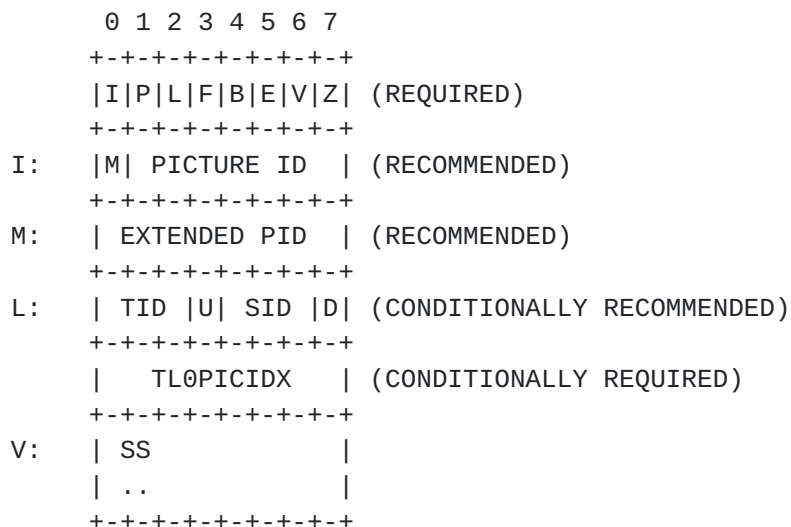 0 1 2 3 4 5 6 7
     +-+-+-+-+-+-+-+-+
     |I|P|L|F|B|E|V|Z| (REQUIRED)
     +-+-+-+-+-+-+-+-+
I:   |M| PICTURE ID  | (RECOMMENDED)
     +-+-+-+-+-+-+-+-+
M:   | EXTENDED PID  | (RECOMMENDED)
     +-+-+-+-+-+-+-+-+
L:   | TID |U| SID |D| (CONDITIONALLY RECOMMENDED)
     +-+-+-+-+-+-+-+-+
     |   TL0PICIDX   | (CONDITIONALLY REQUIRED)
     +-+-+-+-+-+-+-+-+
V:   | SS            |
     | ..            |
     +-+-+-+-+-+-+-+-+